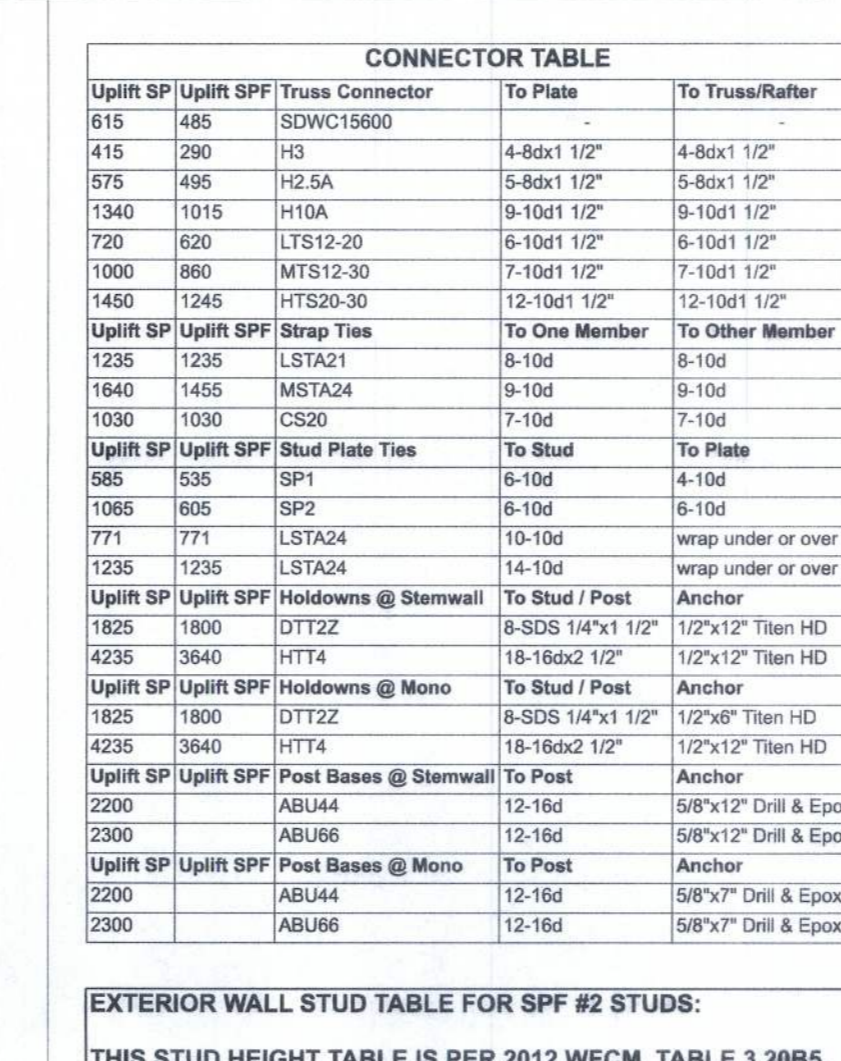 CONNECTOR TABLE
Uplift SP Uplift SPF Truss Connector To Plate To Truss/Rafter
615 485 SDWC15600 - -
415 290 H3 4-8dx1 1/2" 4-8dx1 1/2"
575 495 H2.5A 5-8dx1 1/2" 5-8dx1 1/2"
1340 1015 H10A 9-10d1 1/2" 9-10d1 1/2"
720 620 LTS12-20 6-10d1 1/2" 6-10d1 1/2"
1000 860 MTS12-30 7-10d1 1/2" 7-10d1 1/2"
1450 1245 HTS20-30 12-10d1 1/2" 12-10d1 1/2"
Uplift SP Uplift SPF Strap Ties To One Member To Other Member
1235 1235 LSTA21 8-10d 8-10d
1640 1455 MSTA24 9-10d 9-10d
1030 1030 CS20 7-10d 7-10d
Uplift SP Uplift SPF Stud Plate Ties To Stud To Plate
585 535 SP1 6-10d 4-10d
1065 605 SP2 6-10d 6-10d
771 771 LSTA24 10-10d wrap under or over
1235 1235 LSTA24 14-10d wrap under or over
Uplift SP Uplift SPF Holdowns @ Stemwall To Stud / Post Anchor
1825 1800 DTT2Z 8-SDS 1/4"x1 1/2" 1/2"x12" Titen HD
4235 3640 HTT4 18-16dx2 1/2" 1/2"x12" Titen HD
Uplift SP Uplift SPF Holdowns @ Mono To Stud / Post Anchor
1825 1800 DTT2Z 8-SDS 1/4"x1 1/2" 1/2"x6" Titen HD
4235 3640 HTT4 18-16dx2 1/2" 1/2"x12" Titen HD
Uplift SP Uplift SPF Post Bases @ Stemwall To Post Anchor
2200 ABU44 12-16d 5/8"x12" Drill & Epo
2300 ABU66 12-16d 5/8"x12" Drill & Epo
Uplift SP Uplift SPF Post Bases @ Mono To Post Anchor
2200 ABU44 12-16d 5/8"x7" Drill & Epox
2300 ABU66 12-16d 5/8"x7" Drill & Epox
EXTERIOR WALL STUD TABLE FOR SPF #2 STUDS:
THIS STUD HEIGHT TABLE IS PER 2012 WFCM, TABLE 3.20B5